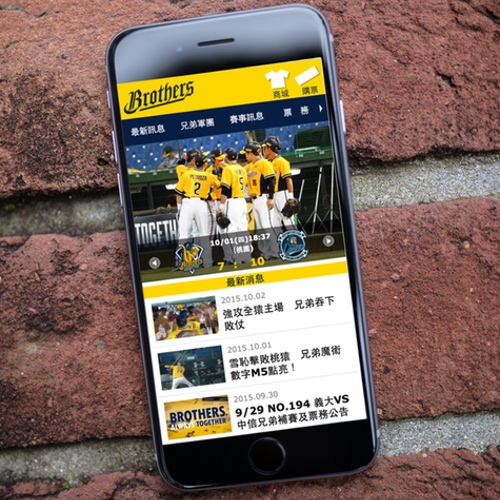 Brothers
商城 購票
最新訊息 兄弟軍團 賽事訊息 票 務
2 5
TOGETH
10/01(四)18:37
(桃園)
7 : 10
最新消息
2015.10.02
強攻全猿主場 兄弟吞下
敗仗
2015.10.01
雪恥擊敗桃猿 兄弟魔術
數字M5點亮！
BROTHERS
TOGETHER
2015.09.30
9/29 NO.194 義大VS
中信兄弟補賽及票務公告